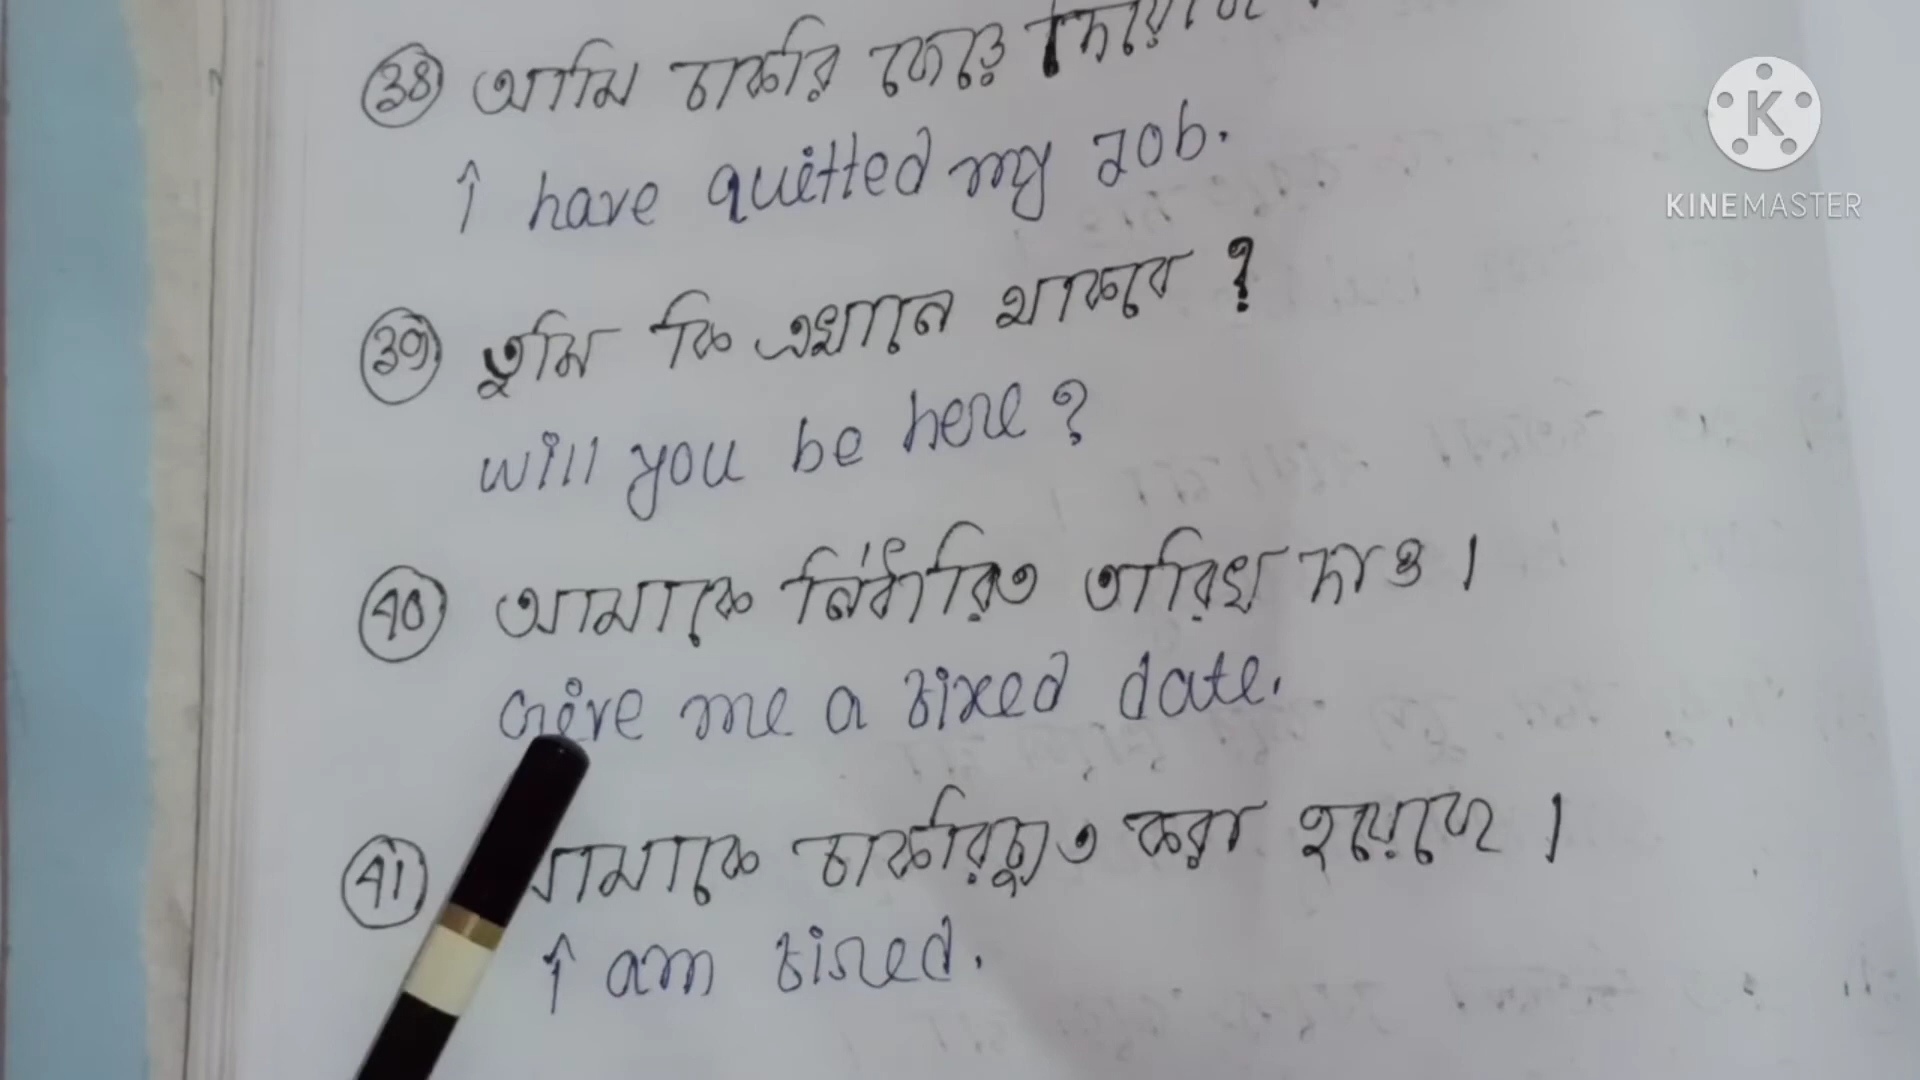 38 আমি চাকরি ছেড়ে
I have quitted my Job.
39 তুমি কি এখানে থাকবে ?
will you be here ?
40 আমাকে নির্ধারিত তারিখ দাও ।
Give me a fixed date.
41 আমাকে চাকরিচ্যুত করা হয়েছে ।
I am fired.
KINEMASTER